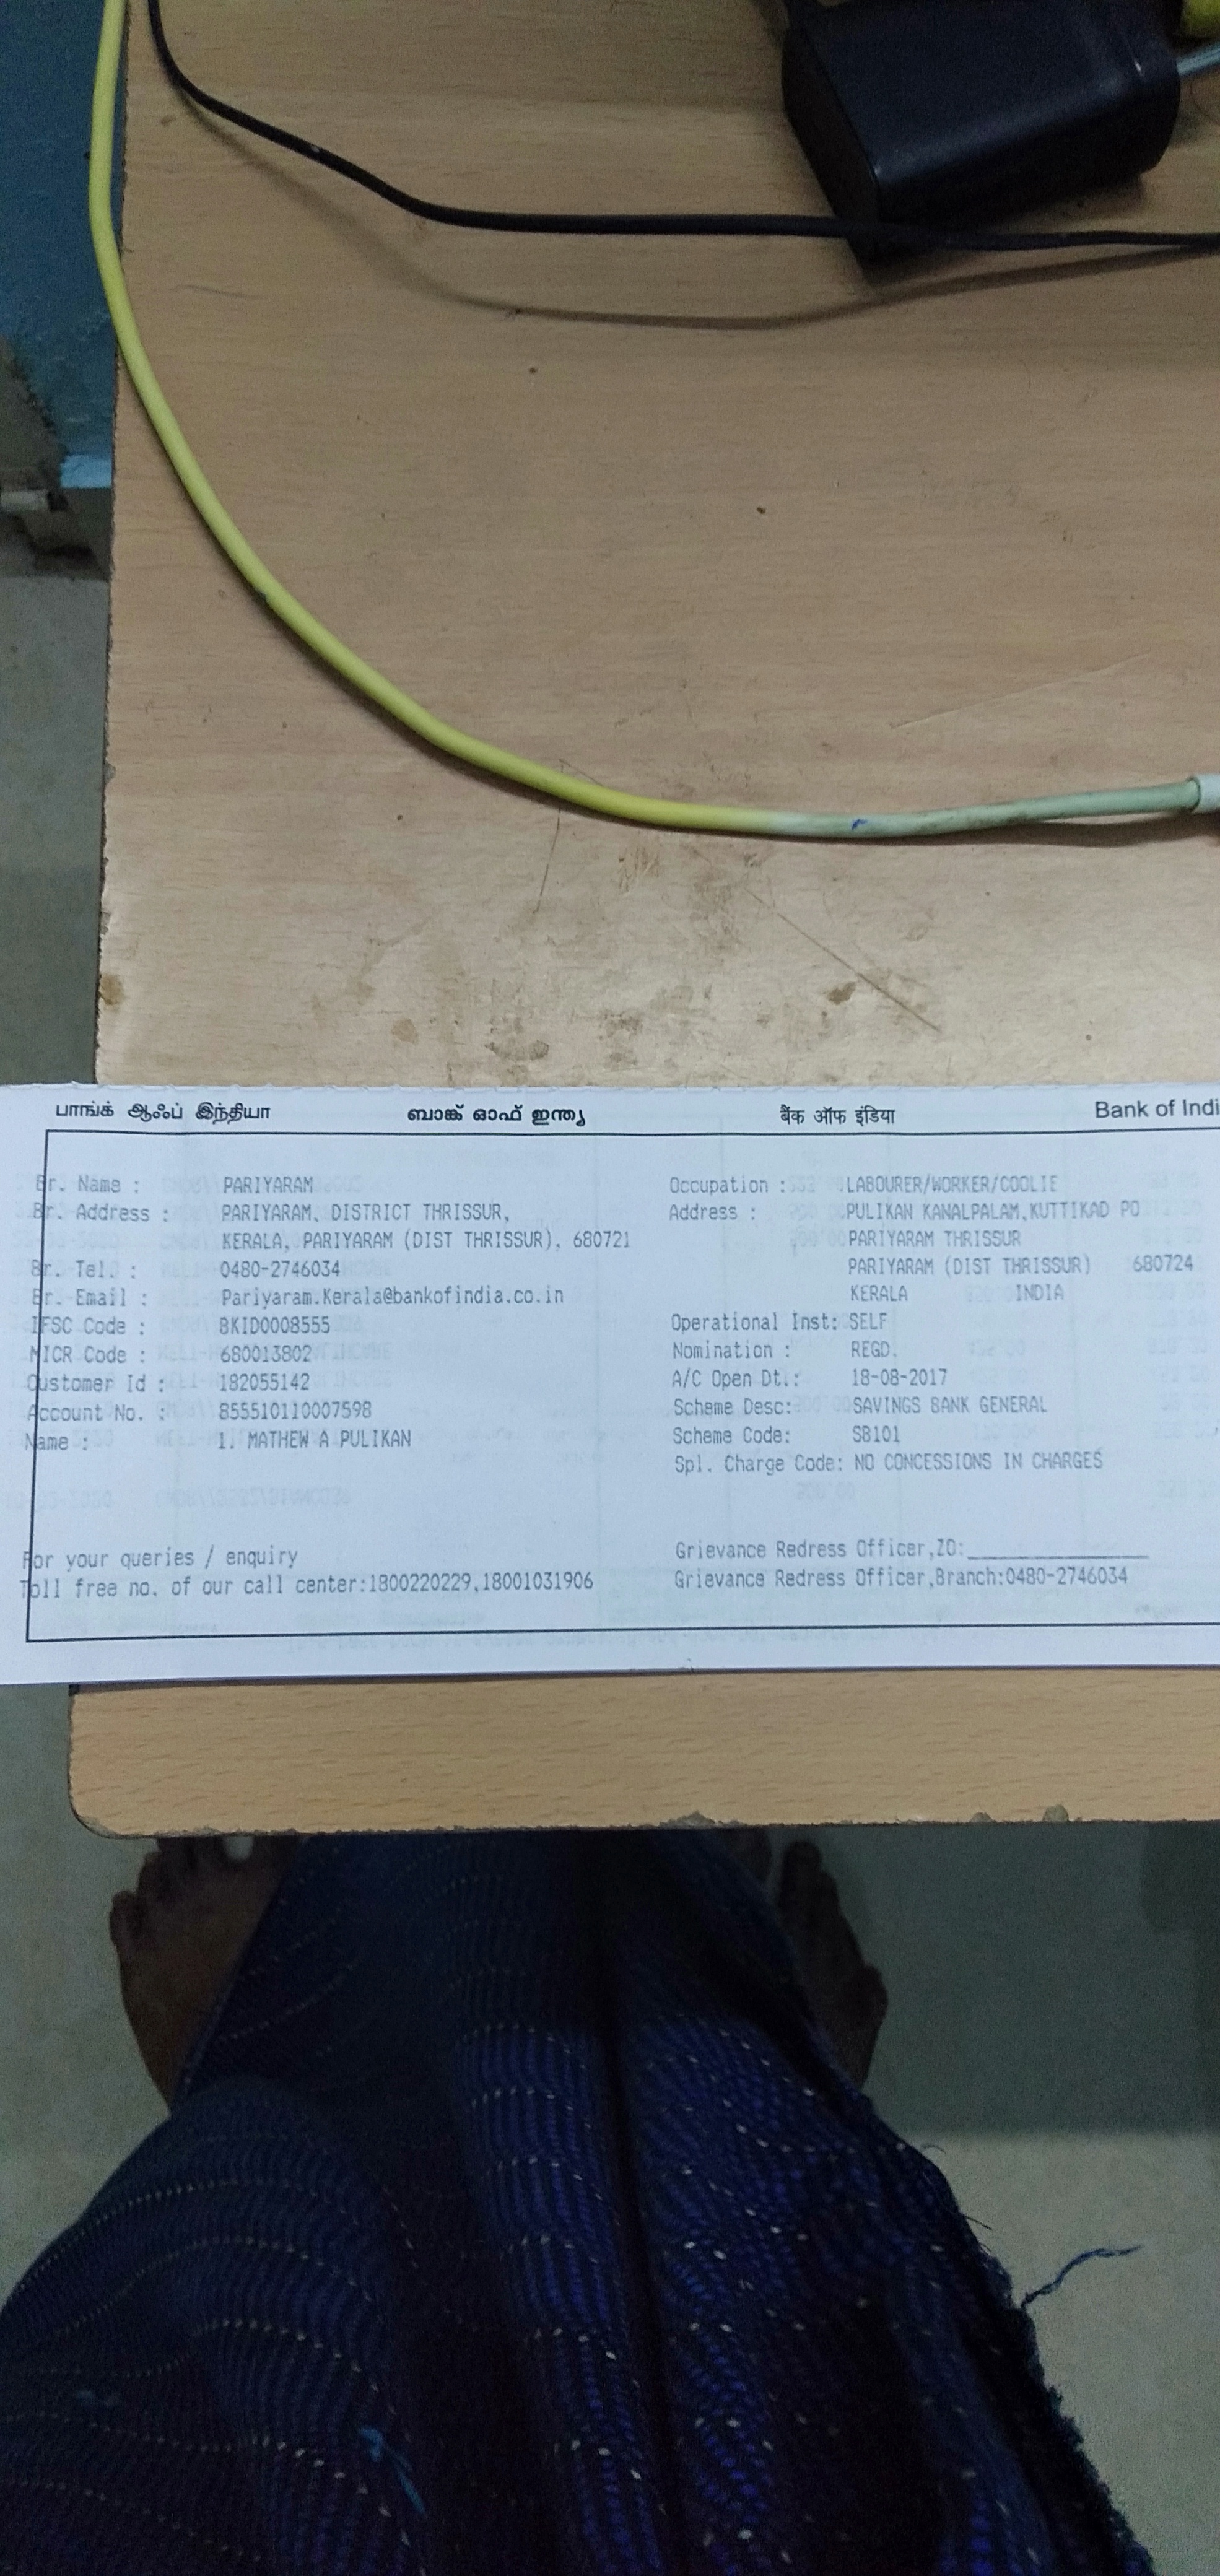 பாங்க் ஆஃப் இந்தியா ബാങ്ക് ഓഫ് ഇന്ത്യ बैंक ऑफ इंडिया Bank of Indi
Br. Name : PARIYARAM
Br. Address : PARIYARAM, DISTRICT THRISSUR,
KERALA, PARIYARAM (DIST THRISSUR), 680721
Br. Tel. : 0480-2746034
Br. Email : Pariyaram.Kerala@bankofindia.co.in
IFSC Code : BKID0008555
MICR Code : 680013802
Customer Id : 182055142
Account No. : 855510110007598
Name : 1. MATHEW A PULIKAN
Occupation : LABOURER/WORKER/COOLIE
Address : PULIKAN KANALPALAM,KUTTIKAD PO
PARIYARAM THRISSUR
PARIYARAM (DIST THRISSUR) 680724
KERALA INDIA
Operational Inst: SELF
Nomination : REGD.
A/C Open Dt.: 18-08-2017
Scheme Desc: SAVINGS BANK GENERAL
Scheme Code: SB101
Spl. Charge Code: NO CONCESSIONS IN CHARGES
For your queries / enquiry
Toll free no. of our call center:1800220229,18001031906
Grievance Redress Officer,ZO:
Grievance Redress Officer,Branch:0480-2746034